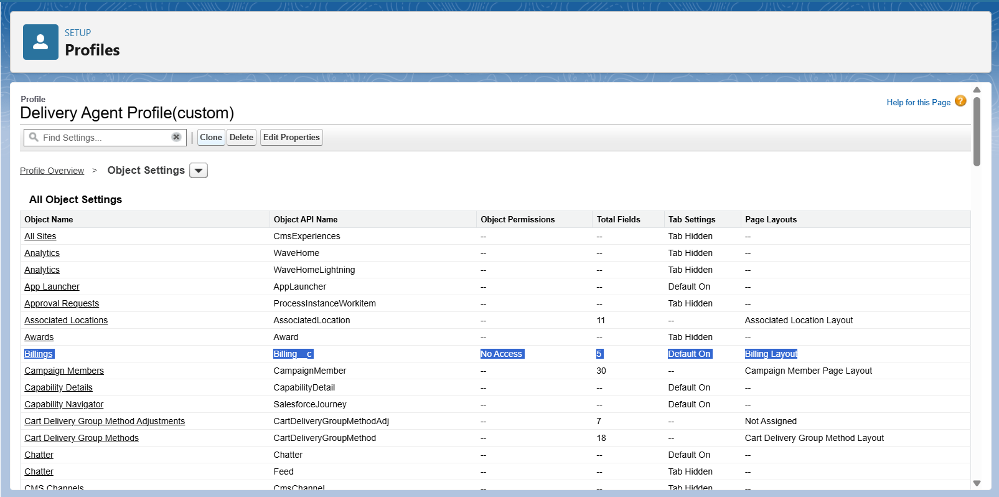 SETUP
Profiles
Profile
Delivery Agent Profile(custom)
Help for this Page ?
Find Settings... | Clone Delete Edit Properties
Profile Overview > Object Settings
All Object Settings
Object Name Object API Name Object Permissions Total Fields Tab Settings Page Layouts
All Sites CmsExperiences -- -- Tab Hidden --
Analytics WaveHome -- -- Tab Hidden --
Analytics WaveHomeLightning -- -- Tab Hidden --
App Launcher AppLauncher -- -- Default On --
Approval Requests ProcessInstanceWorkitem -- -- Tab Hidden --
Associated Locations AssociatedLocation -- 11 -- Associated Location Layout
Awards Award -- -- Tab Hidden --
Billings Billing__c No Access 5 Default On Billing Layout
Campaign Members CampaignMember -- 30 -- Campaign Member Page Layout
Capability Details CapabilityDetail -- -- Default On --
Capability Navigator SalesforceJourney -- -- Default On --
Cart Delivery Group Method Adjustments CartDeliveryGroupMethodAdj -- 7 -- Not Assigned
Cart Delivery Group Methods CartDeliveryGroupMethod -- 18 -- Cart Delivery Group Method Layout
Chatter Chatter -- -- Default On --
Chatter Feed -- -- Tab Hidden --
CMS Channels CmsChannel -- -- Tab Hidden --